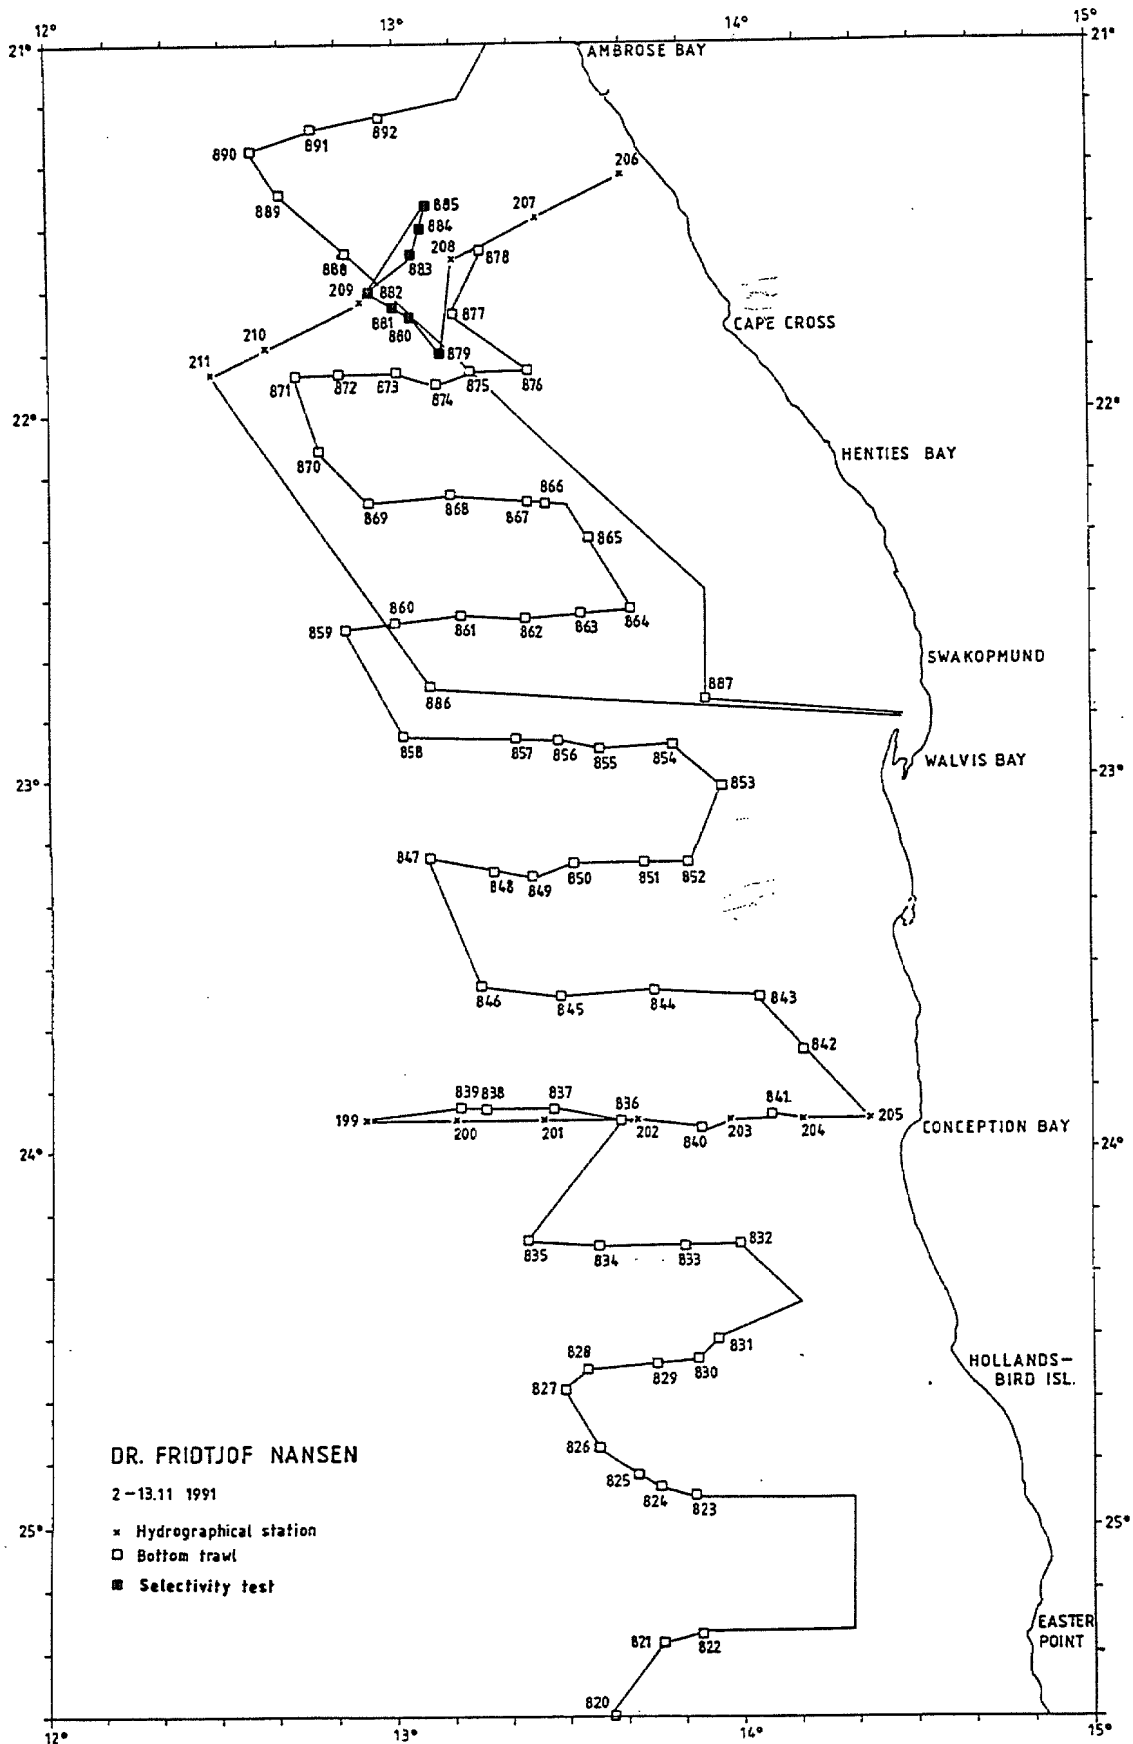 12° 13° 14° 15°
21° AMBROSE BAY 21°
892
891
890
206
889
885
207
884
208
878
888
883
209 882
877
881
CAPE CROSS
210
880
211
879
871 872 873 874 875 876
22° 22°
HENTIES BAY
870
866
869 868 867
865
860
859 861 862 863 864
SWAKOPMUND
887
886
858 857 856 855 854
WALVIS BAY
23° 853 23°
847
848 849 850 851 852
846 845 844 843
842
839 838 837 836 841
199 200 201 202 840 203 204 205
CONCEPTION BAY
24° 24°
832
835 834 833
831
828
829 830
HOLLANDS-
BIRD ISL.
827
826
DR. FRIDTJOF NANSEN
825
824 823
2-13.11 1991
25° 25°
× Hydrographical station
□ Bottom trawl
■ Selectivity test
EASTER
POINT
821 822
820
12° 13° 14° 15°